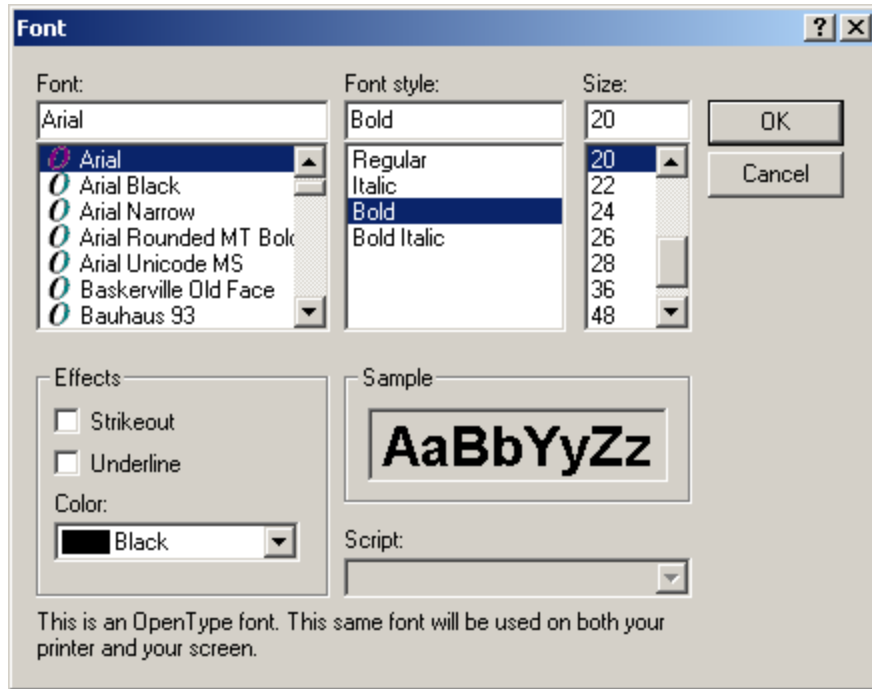 Font
Font:
Arial
Arial
Arial Black
Arial Narrow
Arial Rounded MT Bold
Arial Unicode MS
Baskerville Old Face
Bauhaus 93
Font style:
Bold
Regular
Italic
Bold
Bold Italic
Size:
20
20
22
24
26
28
36
48
OK
Cancel
Effects
Strikeout
Underline
Color:
Black
Sample
AaBbYyZz
Script:
This is an OpenType font. This same font will be used on both your
printer and your screen.